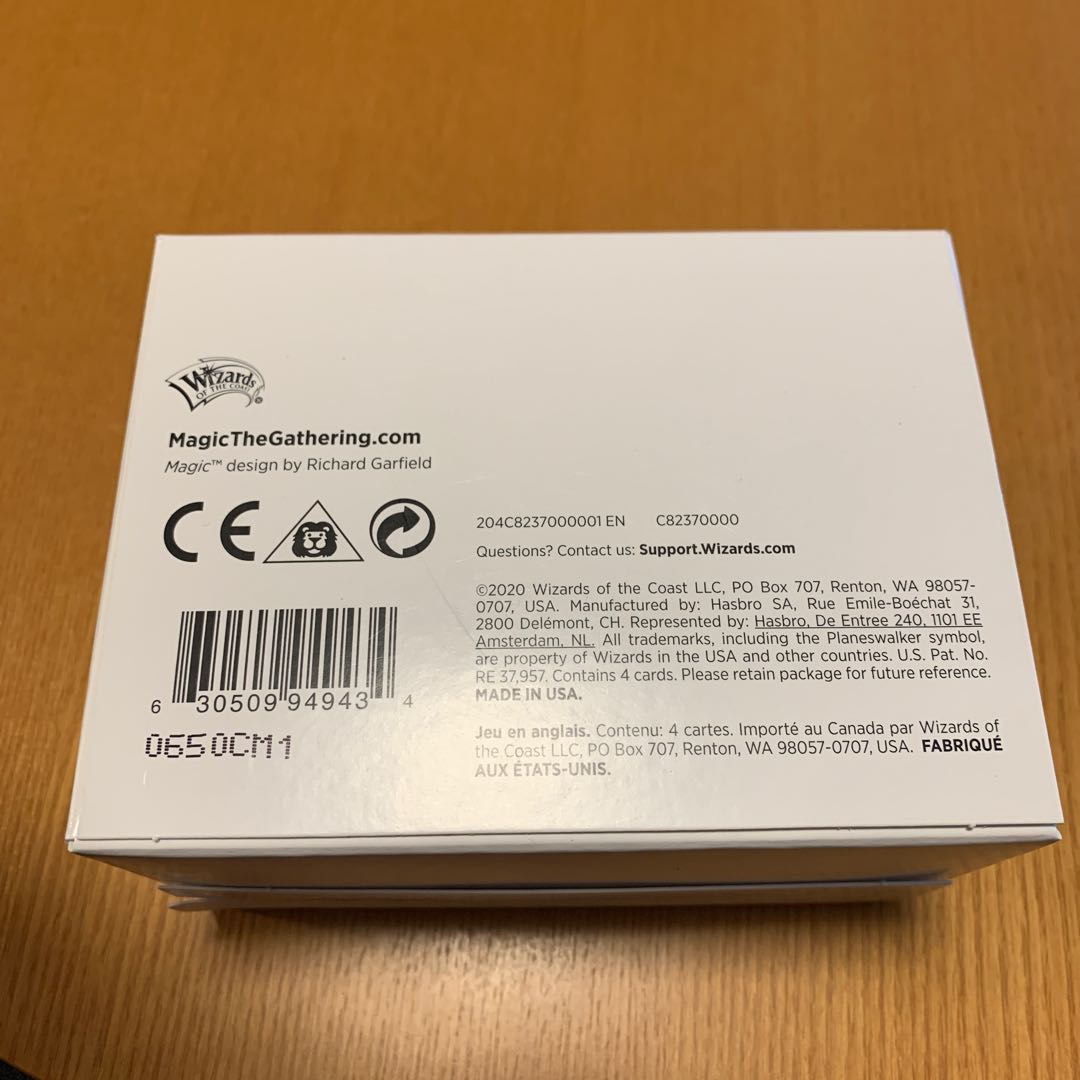 Wizards
OF THE COAST
MagicTheGathering.com
Magic™ design by Richard Garfield
CE
204C8237000001 EN C82370000
Questions? Contact us: Support.Wizards.com
©2020 Wizards of the Coast LLC, PO Box 707, Renton, WA 98057-
0707, USA. Manufactured by: Hasbro SA, Rue Emile-Boéchat 31,
2800 Delémont, CH. Represented by: Hasbro, De Entree 240, 1101 EE
Amsterdam, NL. All trademarks, including the Planeswalker symbol,
are property of Wizards in the USA and other countries. U.S. Pat. No.
RE 37,957. Contains 4 cards. Please retain package for future reference.
MADE IN USA.
Jeu en anglais. Contenu: 4 cartes. Importé au Canada par Wizards of
the Coast LLC, PO Box 707, Renton, WA 98057-0707, USA. FABRIQUÉ
AUX ÉTATS-UNIS.
6 30509 94943 4
0650CM1